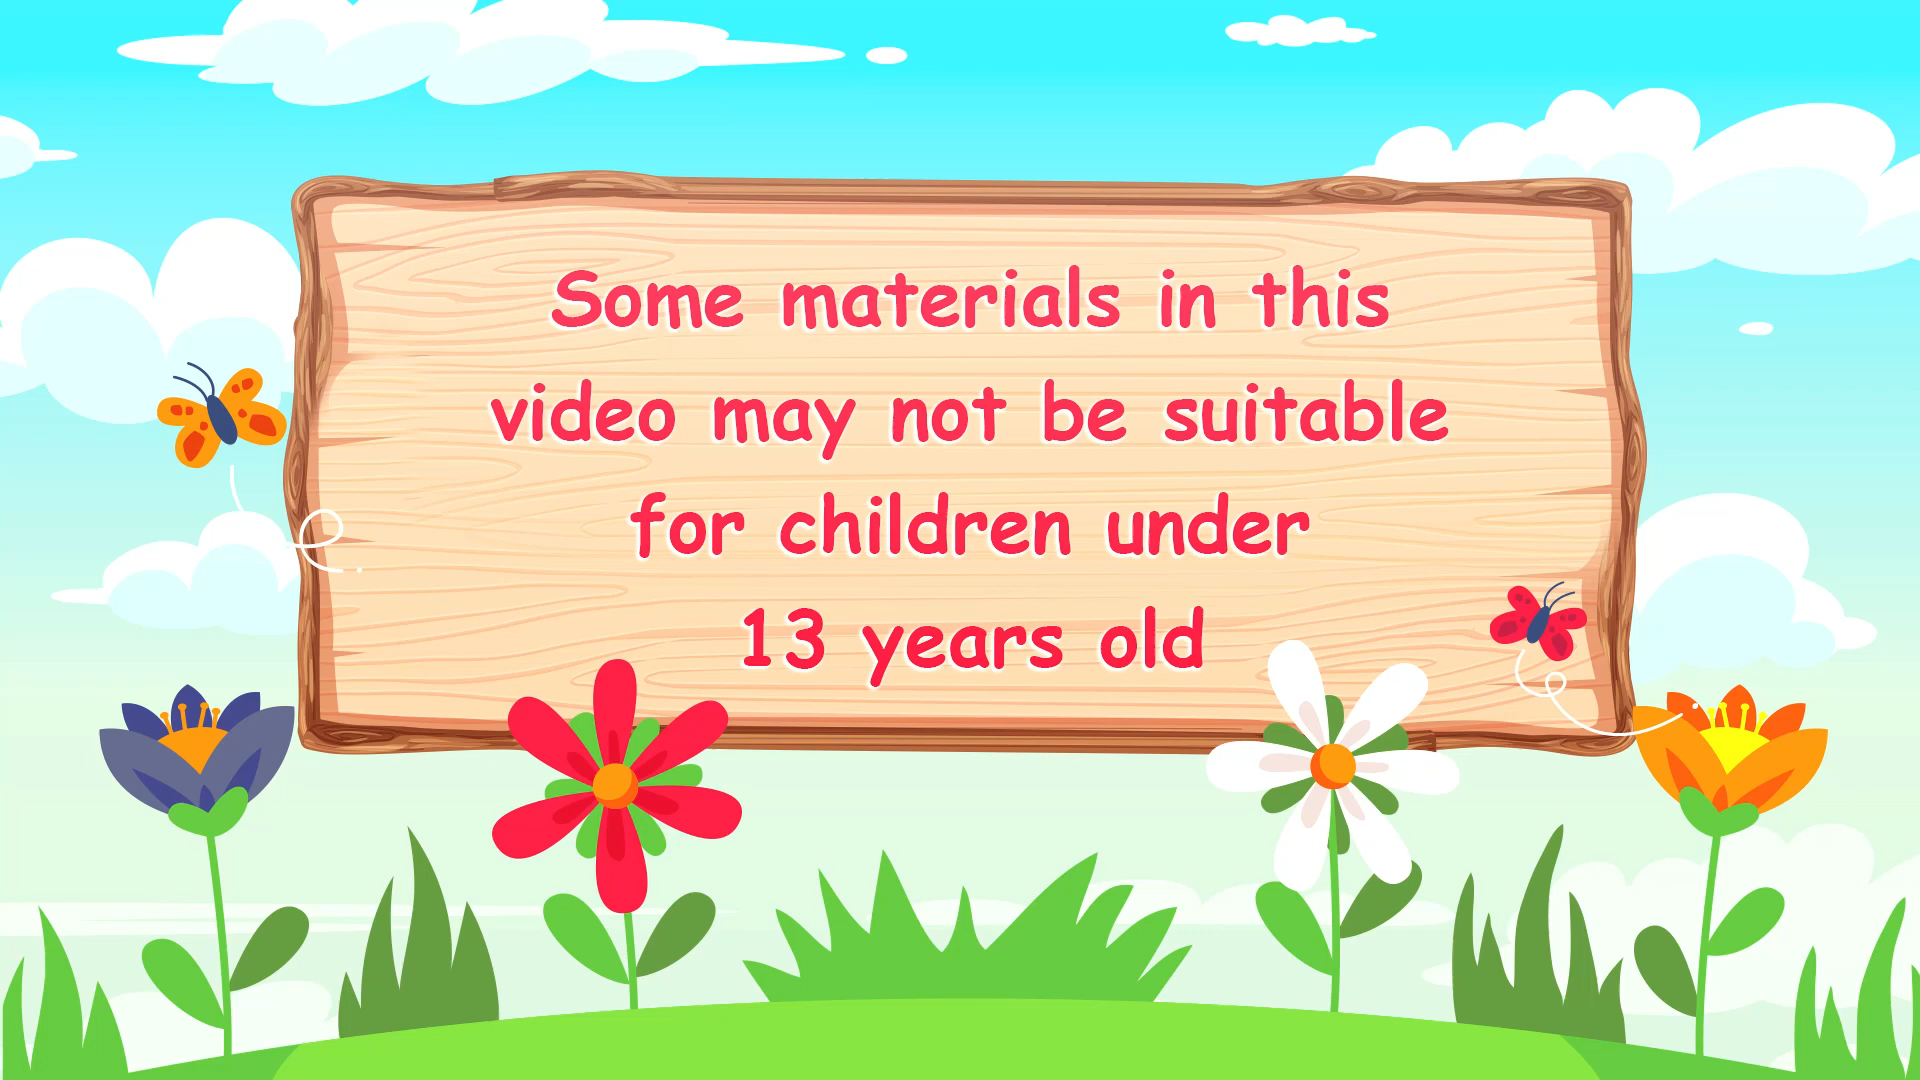 Some materials in this
video may not be suitable
for children under
13 years old